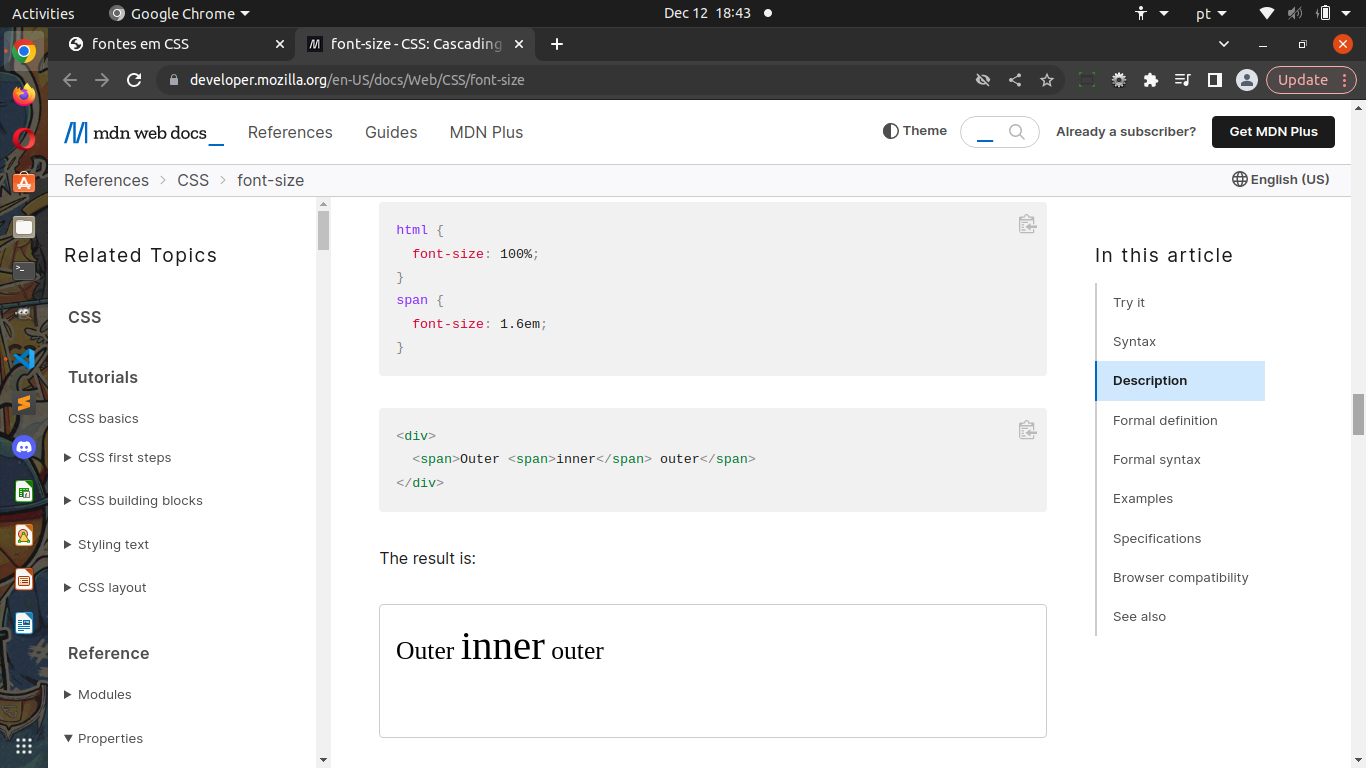 Activities Google Chrome Dec 12 18:43 pt
fontes em CSS font-size - CSS: Cascading
developer.mozilla.org/en-US/docs/Web/CSS/font-size Update
mdn web docs References Guides MDN Plus Theme Already a subscriber? Get MDN Plus
References CSS font-size English (US)
Related Topics
CSS
Tutorials
CSS basics
CSS first steps
CSS building blocks
Styling text
CSS layout
Reference
Modules
Properties
html {
  font-size: 100%;
}
span {
  font-size: 1.6em;
}
<div>
  <span>Outer <span>inner</span> outer</span>
</div>
The result is:
Outer inner outer
In this article
Try it
Syntax
Description
Formal definition
Formal syntax
Examples
Specifications
Browser compatibility
See also